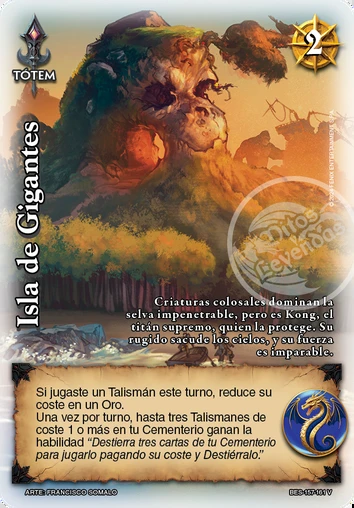 2
TÓTEM
Isla de Gigantes
Mitos y Leyendas
Criaturas colosales dominan la
selva impenetrable, pero es Kong, el
titán supremo, quien la protege. Su
rugido sacude los cielos, y su fuerza
es imparable.
Si jugaste un Talismán este turno, reduce su
coste en un Oro.
Una vez por turno, hasta tres Talismanes de
coste 1 o más en tu Cementerio ganan la
habilidad “Destierra tres cartas de tu Cementerio
para jugarlo pagando su coste y Destiérralo.”
ARTE: FRANCISCO SOMALO
BES-157-161 V